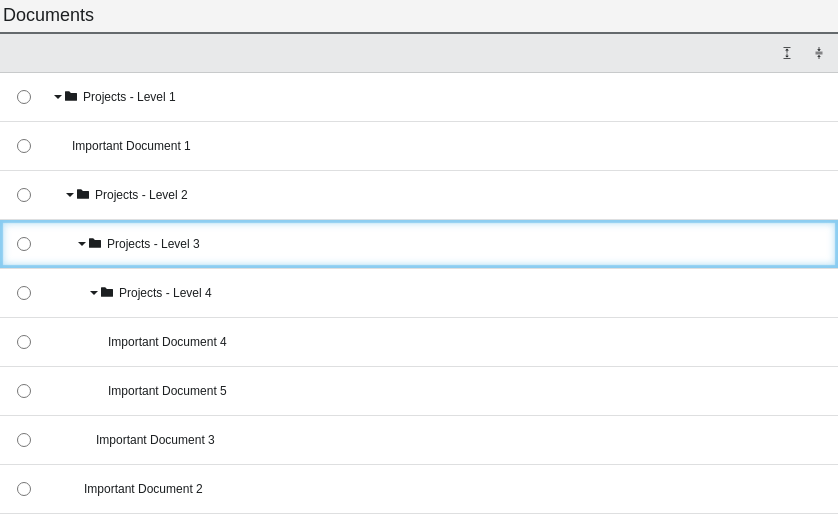 Documents
Projects - Level 1
Important Document 1
Projects - Level 2
Projects - Level 3
Projects - Level 4
Important Document 4
Important Document 5
Important Document 3
Important Document 2